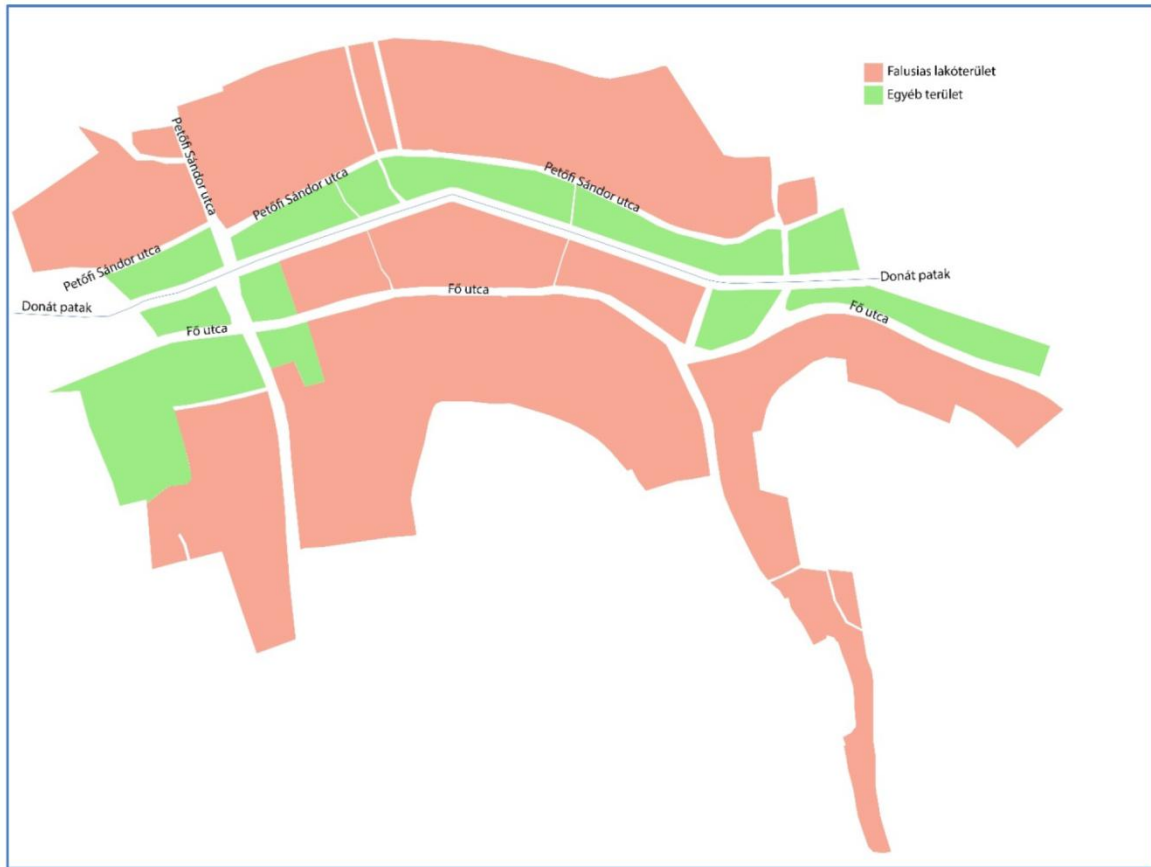 Falusias lakóterület
Egyéb terület
Petőfi Sándor utca
Petőfi Sándor utca
Petőfi Sándor utca
Petőfi Sándor utca
Donát patak
Donát patak
Fő utca
Fő utca
Fő utca